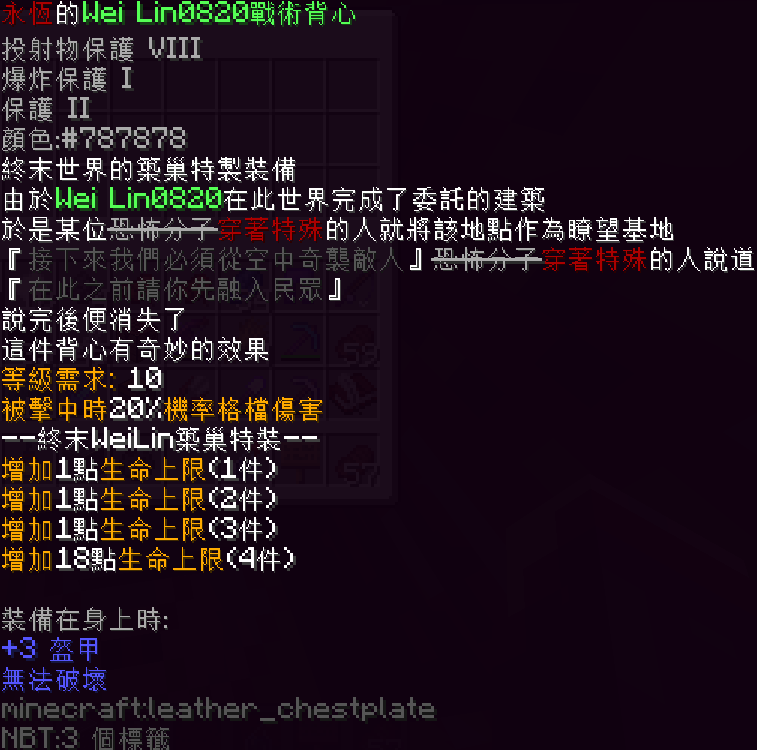 永恆的Wei Lin0820戰術背心
投射物保護 VIII
爆炸保護 I
保護 II
顏色:#787878
終末世界的築巢特製裝備
由於Wei Lin0820在此世界完成了委託的建築
於是某位恐怖分子穿著特殊的人就將該地點作為瞭望基地
『接下來我們必須從空中奇襲敵人』恐怖分子穿著特殊的人說道
『在此之前請你先融入民眾』
說完後便消失了
這件背心有奇妙的效果
等級需求: 10
被擊中時20%機率格檔傷害
--終末WeiLin築巢特裝--
增加1點生命上限(1件)
增加1點生命上限(2件)
增加1點生命上限(3件)
增加18點生命上限(4件)
裝備在身上時:
+3 盔甲
無法破壞
minecraft:leather_chestplate
NBT:3 個標籤
59
57